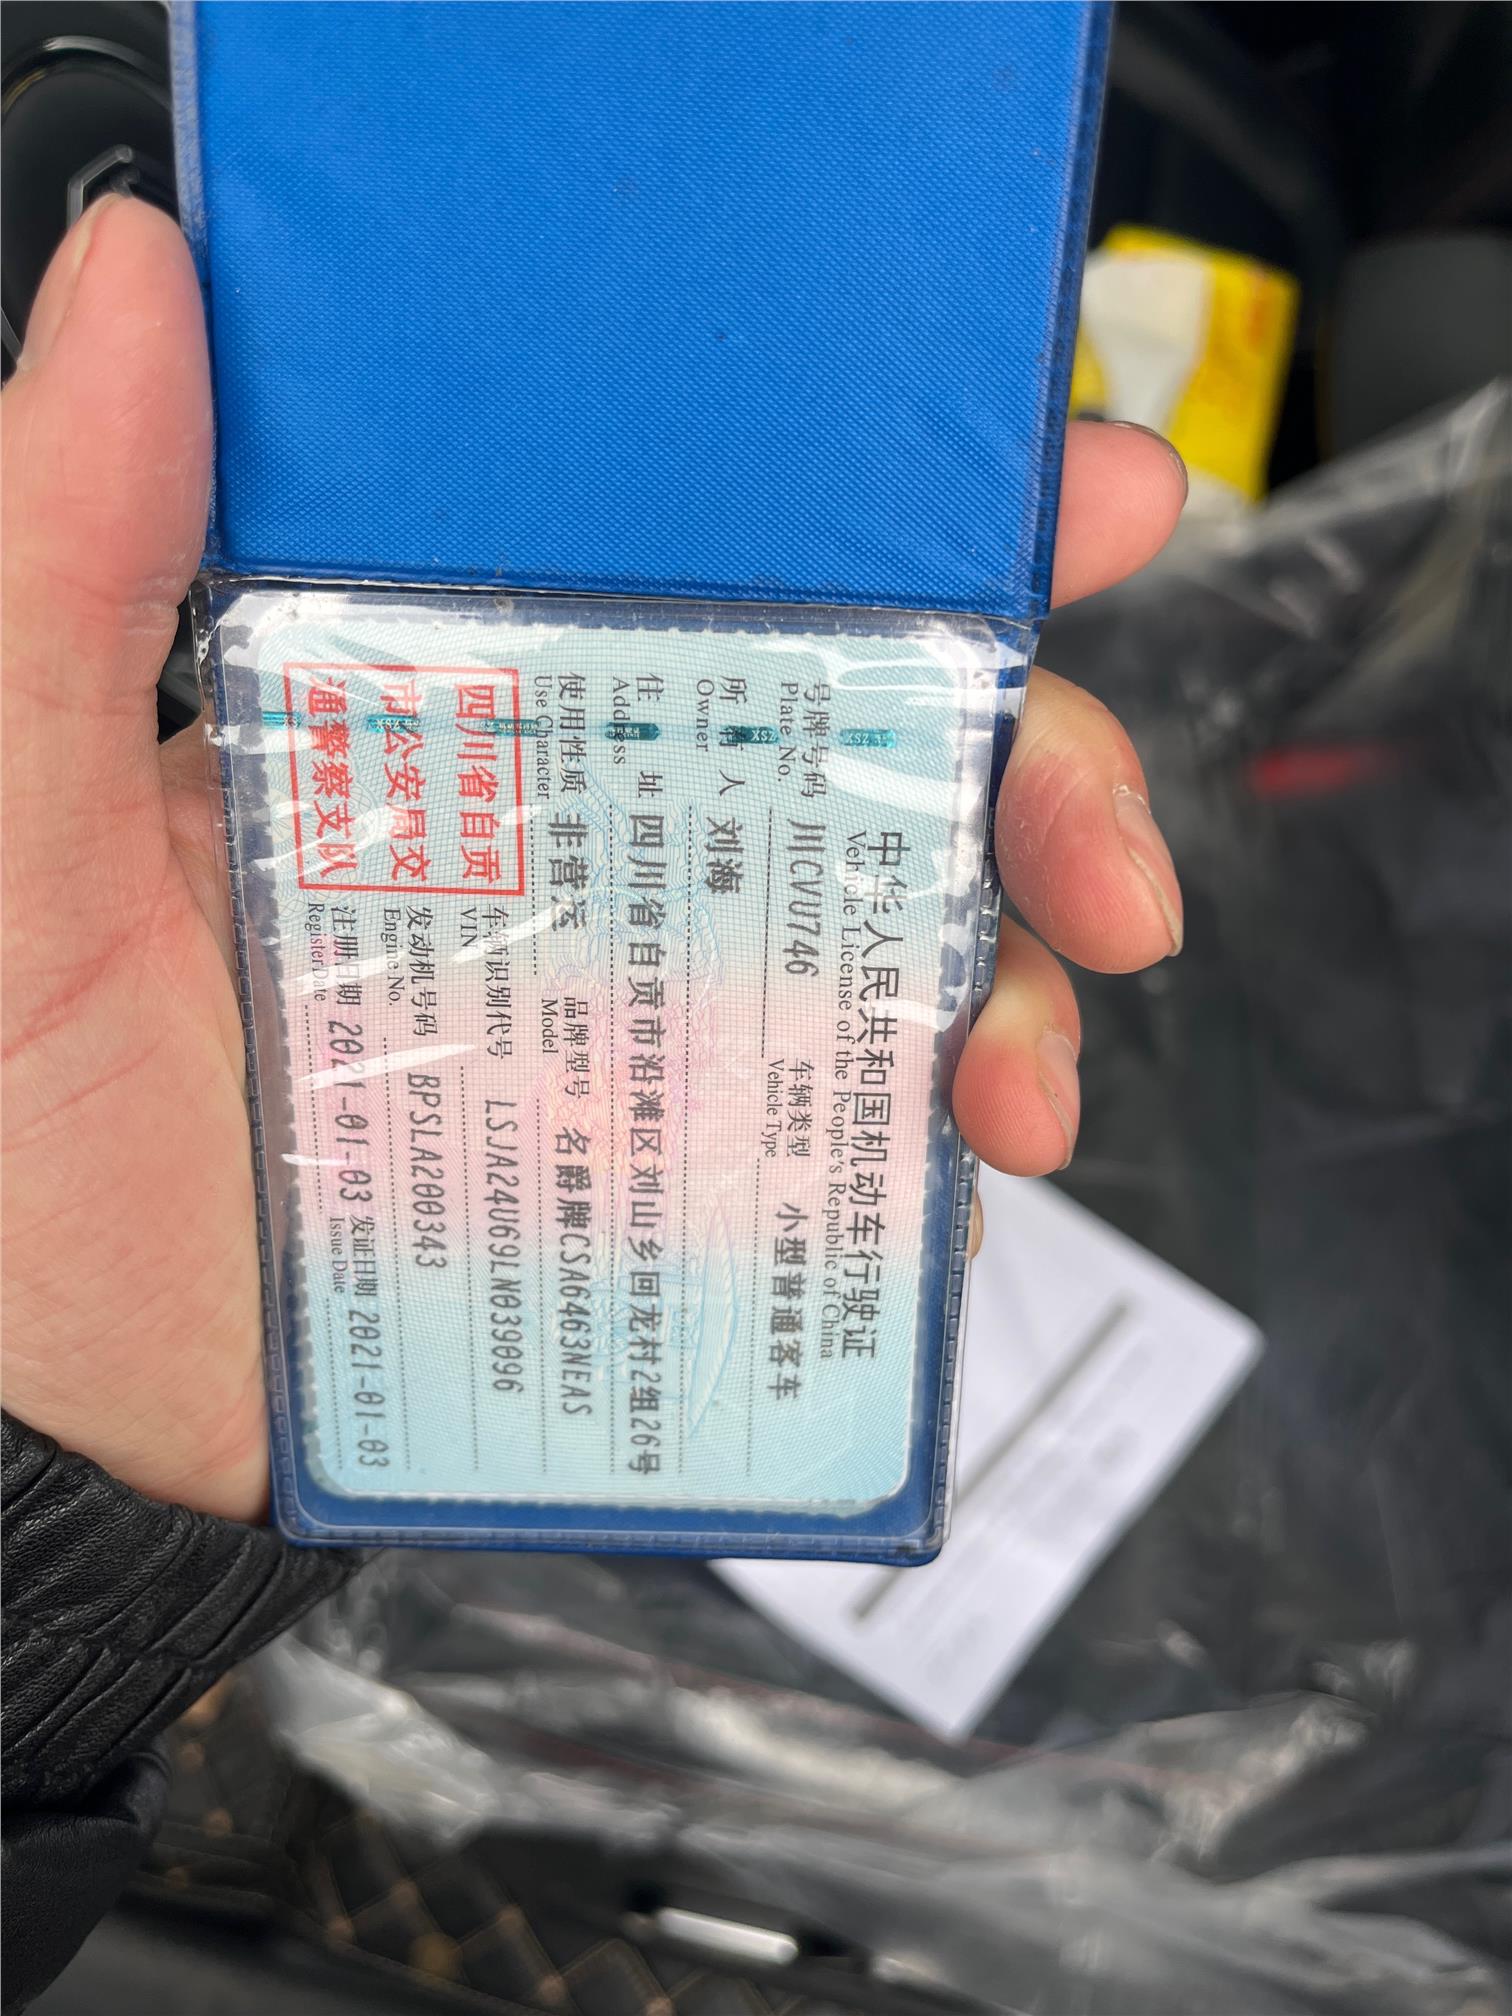 中华人民共和国机动车行驶证
Vehicle License of the People's Republic of China
号牌号码 川CVU746 车辆类型 小型普通客车
Plate No. Vehicle Type
所有人 刘海
Owner
住址 四川省自贡市沿滩区刘山乡回龙村2组26号
Address
使用性质 非营运 品牌型号 名爵牌CSA6463NEAS
Use Character Model
四川省自贡
市公安局交
通警察支队
车辆识别代号 LSJA24U69LN039096
VIN
发动机号码 BPSLA200343
Engine No.
注册日期 2021-01-03 发证日期 2021-01-03
Register Date Issue Date